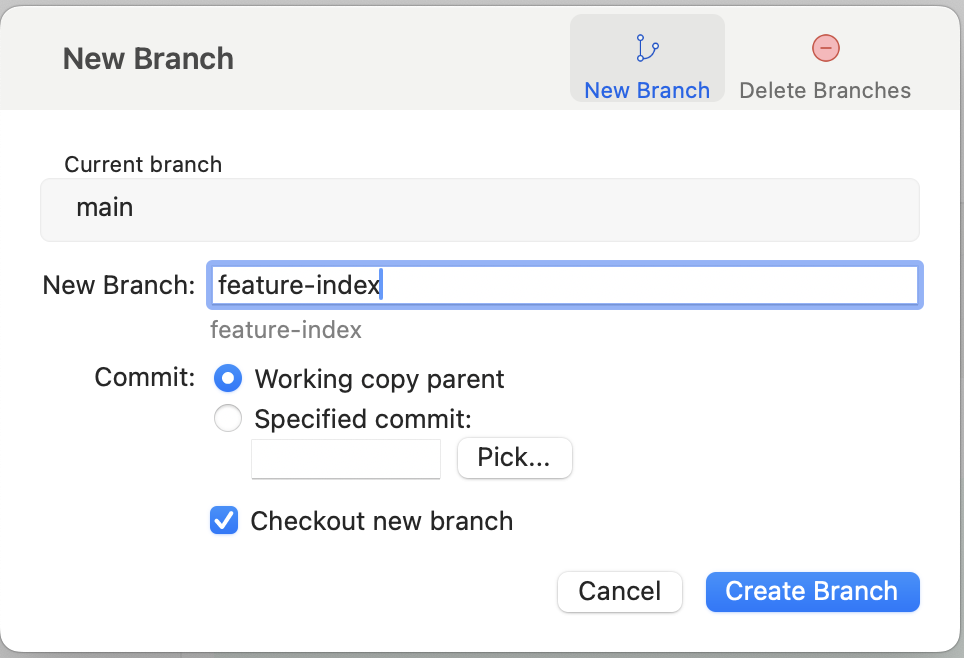 New Branch
New Branch
Delete Branches
Current branch
main
New Branch: feature-index
feature-index
Commit: Working copy parent
Specified commit:
Pick...
Checkout new branch
Cancel
Create Branch